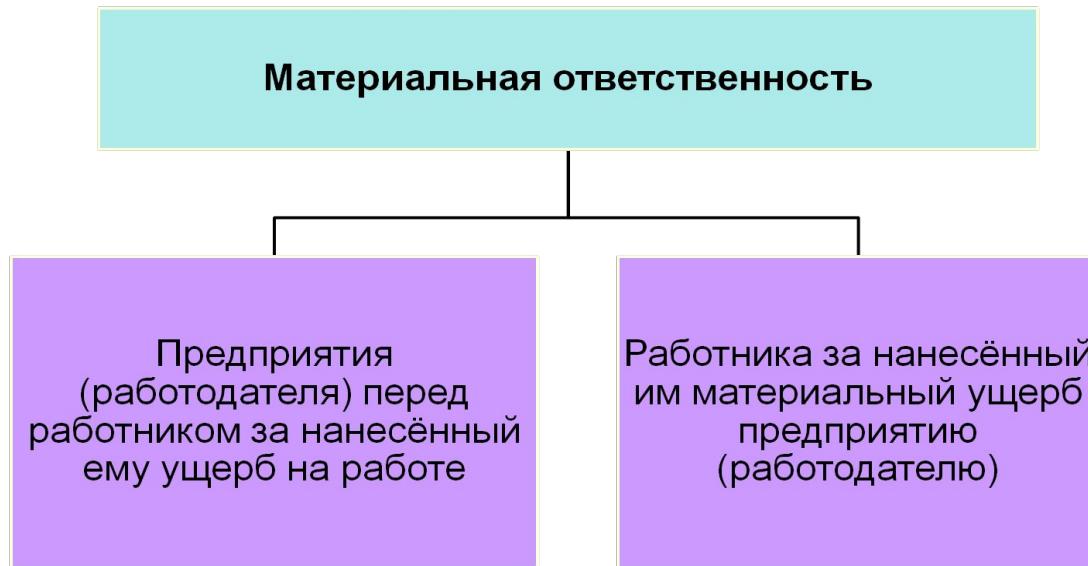 Материальная ответственность
Предприятия
(работодателя) перед
работником за нанесённый
ему ущерб на работе
Работника за нанесённый
им материальный ущерб
предприятию
(работодателю)